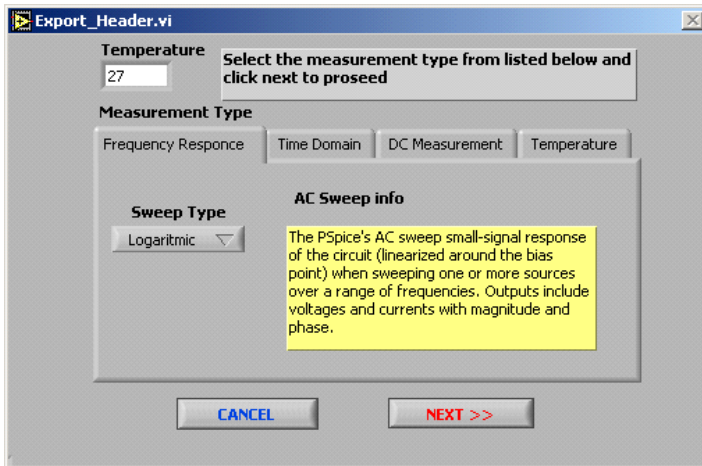 Export_Header.vi
Temperature
27
Select the measurement type from listed below and
click next to proseed
Measurement Type
Frequency Responce
Time Domain
DC Measurement
Temperature
Sweep Type
Logaritmic
AC Sweep info
The PSpice's AC sweep small-signal response
of the circuit (linearized around the bias
point) when sweeping one or more sources
over a range of frequencies. Outputs include
voltages and currents with magnitude and
phase.
CANCEL
NEXT >>